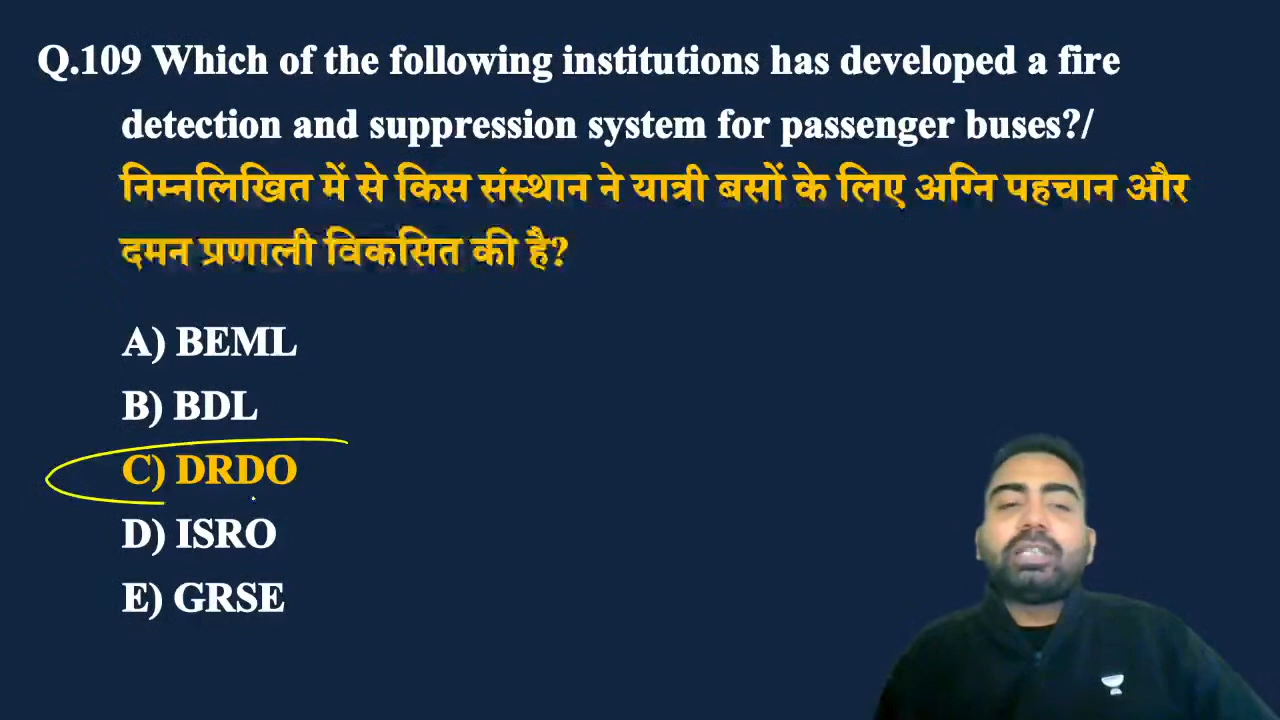 Q.109 Which of the following institutions has developed a fire
detection and suppression system for passenger buses?/
निम्नलिखित में से किस संस्थान ने यात्री बसों के लिए अग्नि पहचान और
दमन प्रणाली विकसित की है?
A) BEML
B) BDL
C) DRDO
D) ISRO
E) GRSE